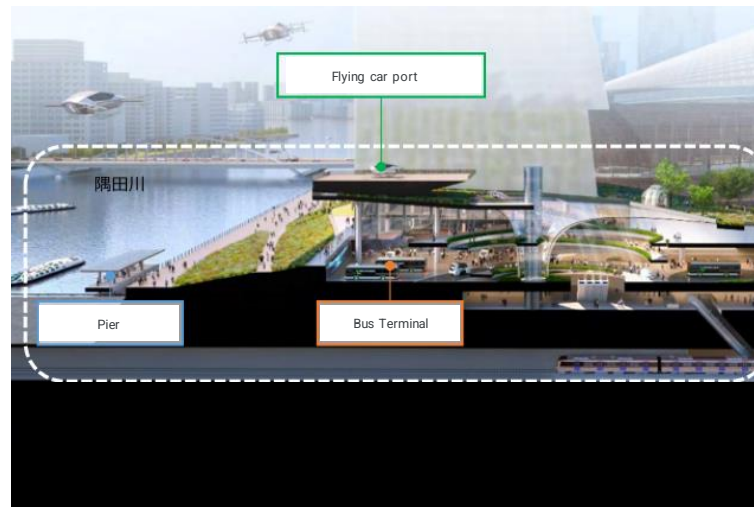 Flying car port
隅田川
Pier
Bus Terminal